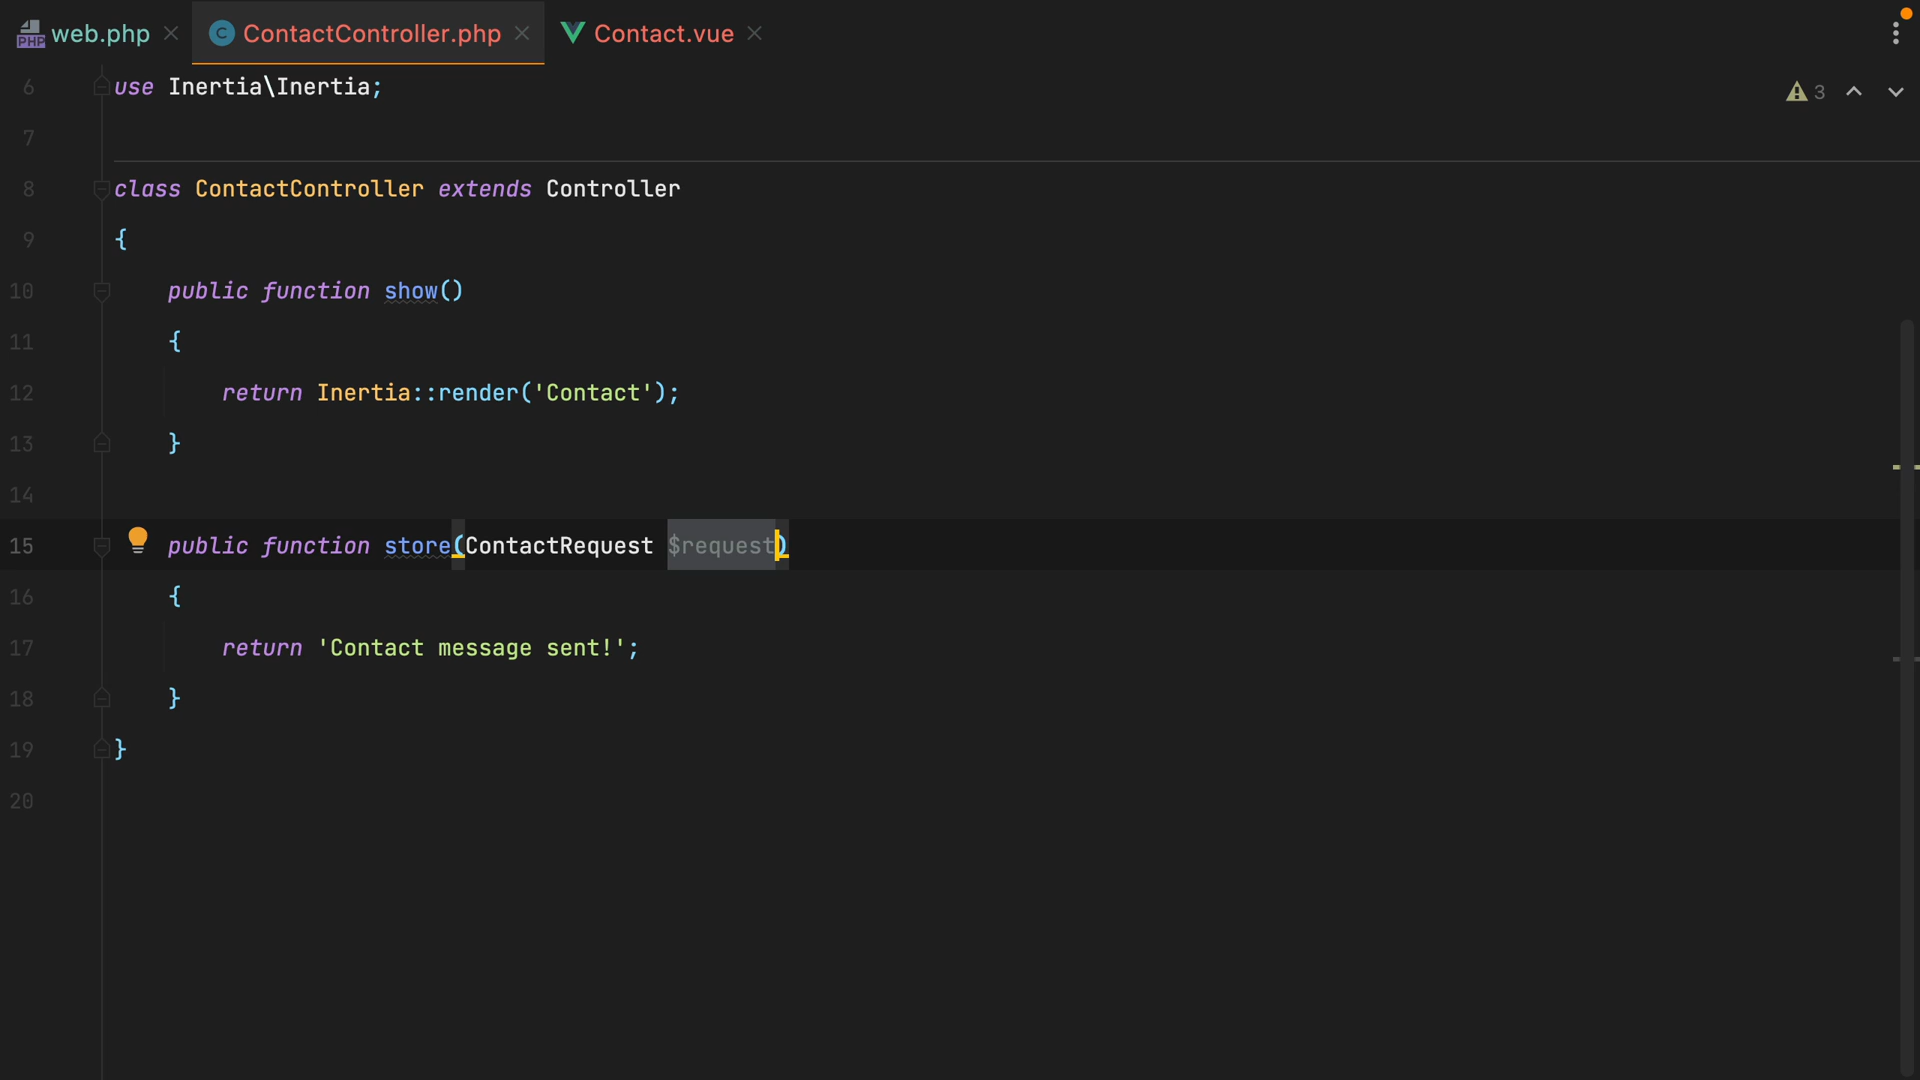 web.php
ContactController.php
Contact.vue
6 use Inertia\Inertia;
3
7
8 class ContactController extends Controller
9 {
10 public function show()
11 {
12 return Inertia::render('Contact');
13 }
14
15 public function store(ContactRequest $request)
16 {
17 return 'Contact message sent!';
18 }
19 }
20